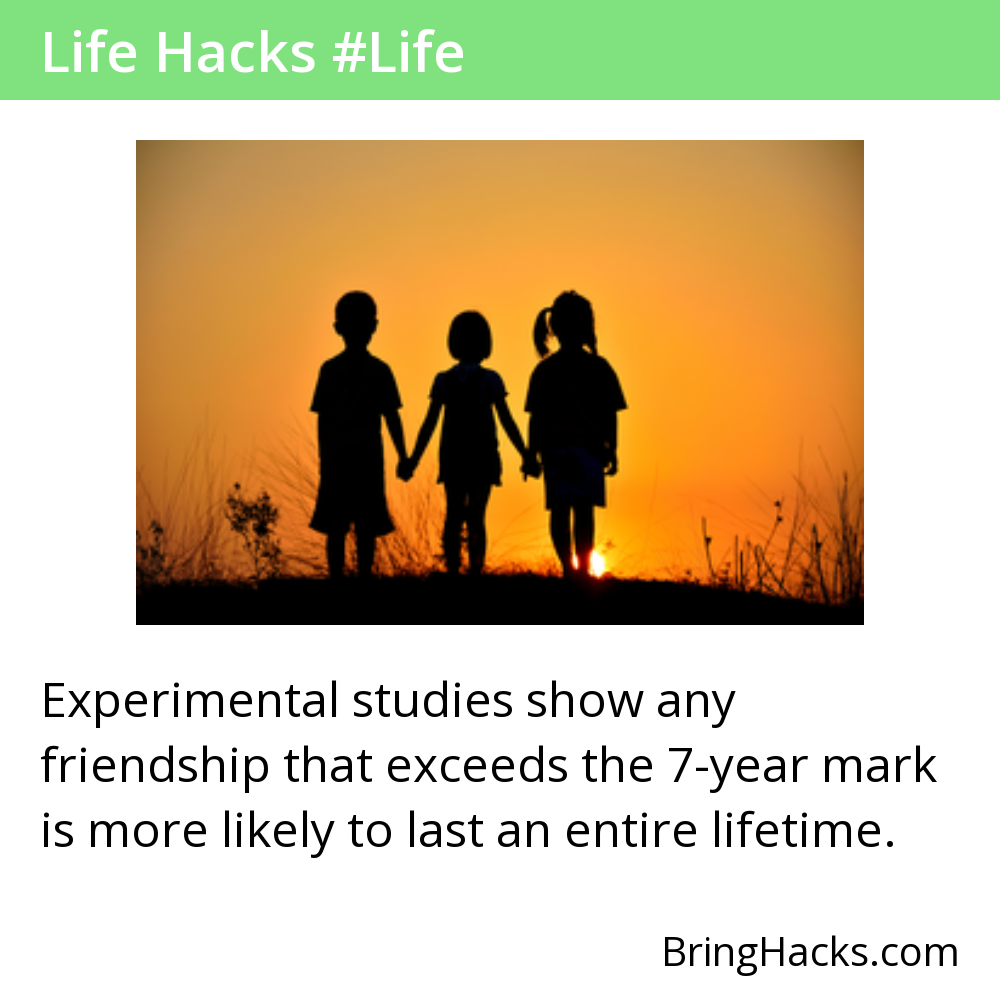 Life Hacks #Life
Experimental studies show any
friendship that exceeds the 7-year mark
is more likely to last an entire lifetime.
BringHacks.com